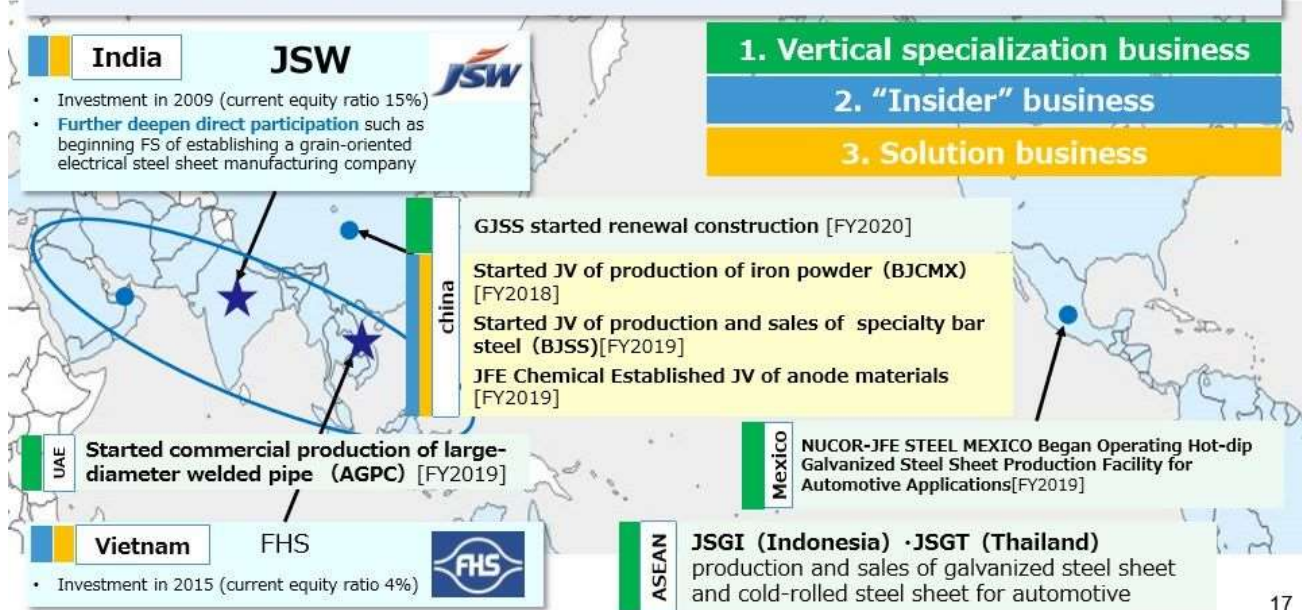 India
JSW
JSW
• Investment in 2009 (current equity ratio 15%)
• Further deepen direct participation such as
beginning FS of establishing a grain-oriented
electrical steel sheet manufacturing company
1. Vertical specialization business
2. “Insider” business
3. Solution business
china
GJSS started renewal construction [FY2020]
Started JV of production of iron powder（BJCMX）
[FY2018]
Started JV of production and sales of specialty bar
steel（BJSS)[FY2019]
JFE Chemical Established JV of anode materials
[FY2019]
UAE
Started commercial production of large-
diameter welded pipe （AGPC）[FY2019]
Mexico
NUCOR-JFE STEEL MEXICO Began Operating Hot-dip
Galvanized Steel Sheet Production Facility for
Automotive Applications[FY2019]
Vietnam
FHS
FHS
• Investment in 2015 (current equity ratio 4%)
ASEAN
JSGI（Indonesia）･JSGT（Thailand）
production and sales of galvanized steel sheet
and cold-rolled steel sheet for automotive
17